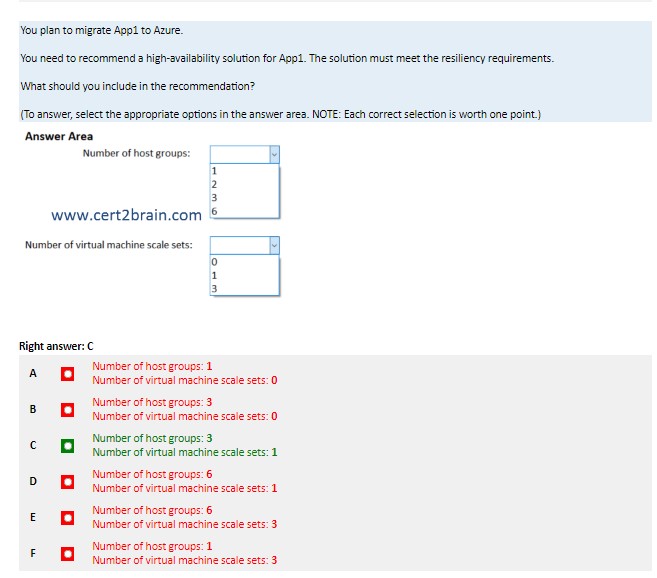 You plan to migrate App1 to Azure.
You need to recommend a high-availability solution for App1. The solution must meet the resiliency requirements.
What should you include in the recommendation?
(To answer, select the appropriate options in the answer area. NOTE: Each correct selection is worth one point.)
Answer Area
Number of host groups:
1
2
3
6
www.cert2brain.com
Number of virtual machine scale sets:
0
1
3
Right answer: C
A
Number of host groups: 1
Number of virtual machine scale sets: 0
B
Number of host groups: 3
Number of virtual machine scale sets: 0
C
Number of host groups: 3
Number of virtual machine scale sets: 1
D
Number of host groups: 6
Number of virtual machine scale sets: 1
E
Number of host groups: 6
Number of virtual machine scale sets: 3
F
Number of host groups: 1
Number of virtual machine scale sets: 3